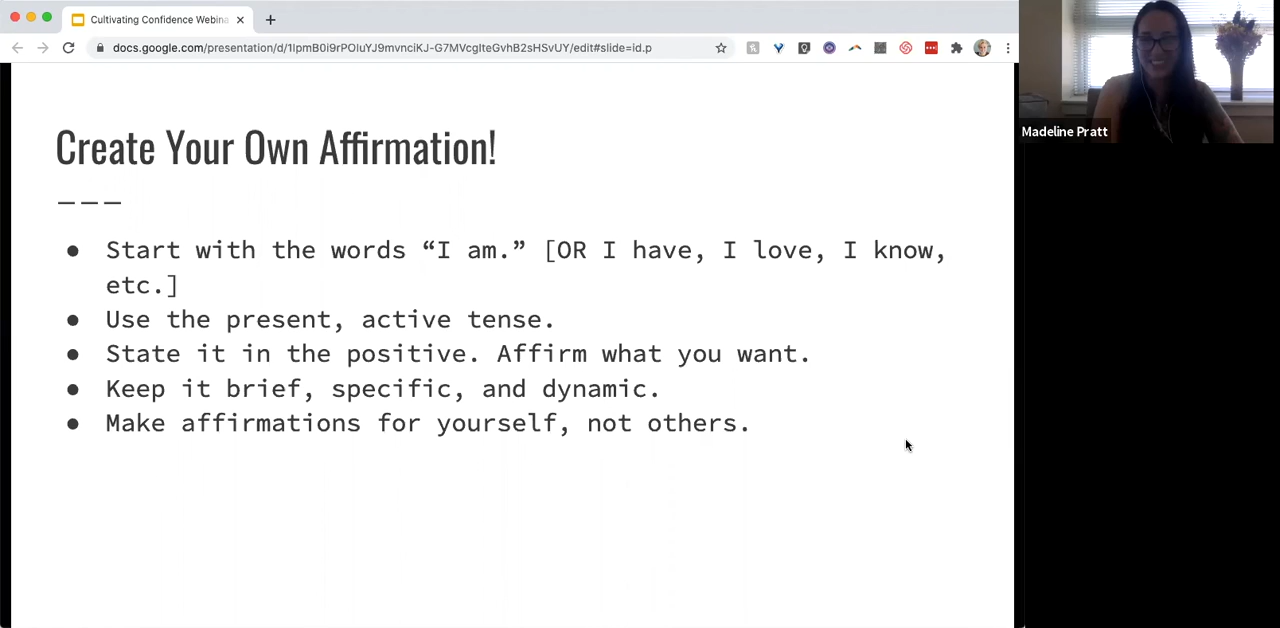 Cultivating Confidence Webina
docs.google.com/presentation/d/1lpmB0i9rPOIuYJ9mvnciKJ-G7MVcgIteGvhB2sHSvUY/edit#slide=id.p
Madeline Pratt
Create Your Own Affirmation!
Start with the words “I am.” [OR I have, I love, I know,
etc.]
Use the present, active tense.
State it in the positive. Affirm what you want.
Keep it brief, specific, and dynamic.
Make affirmations for yourself, not others.